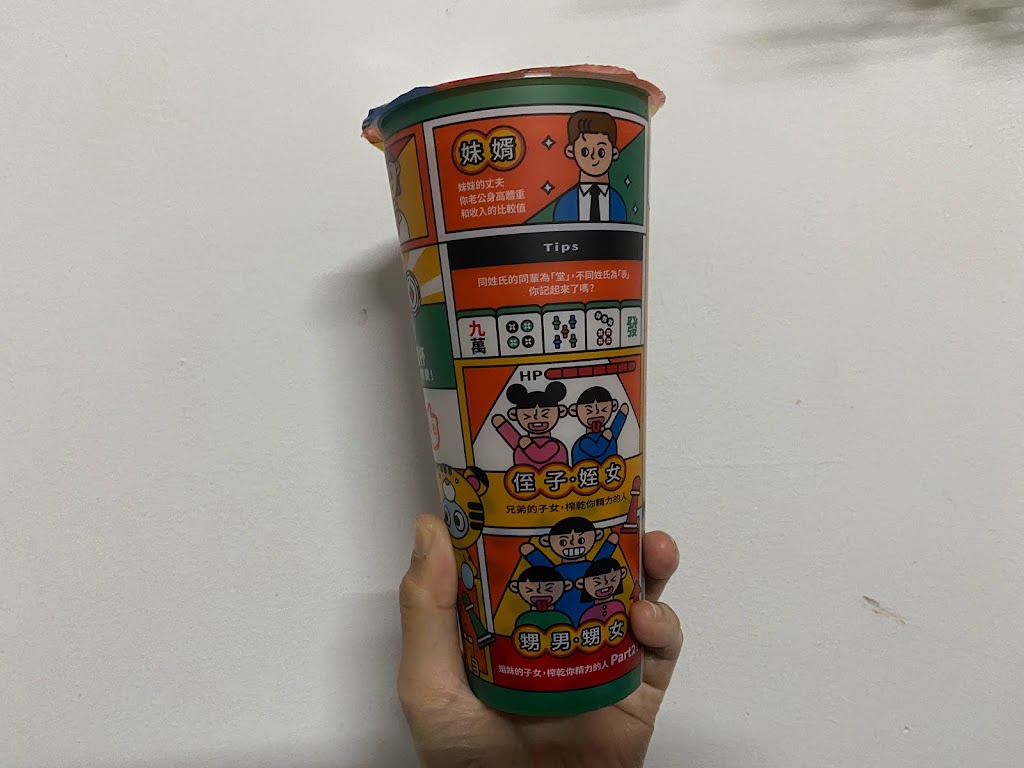 妹婿
妹妹的丈夫
你老公身高體重
和收入的比較值
Tips
同姓氏的同輩為「堂」,不同姓氏為「表」
你記起來了嗎?
九
萬
發
HP
侄子·姪女
兄弟的子女,榨乾你精力的人
甥男·甥女
姐妹的子女,榨乾你精力的人 Part2.